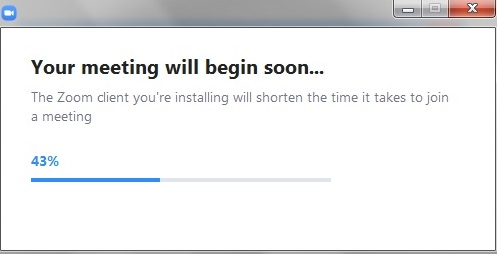 Your meeting will begin soon...
The Zoom client you're installing will shorten the time it takes to join
a meeting
43%